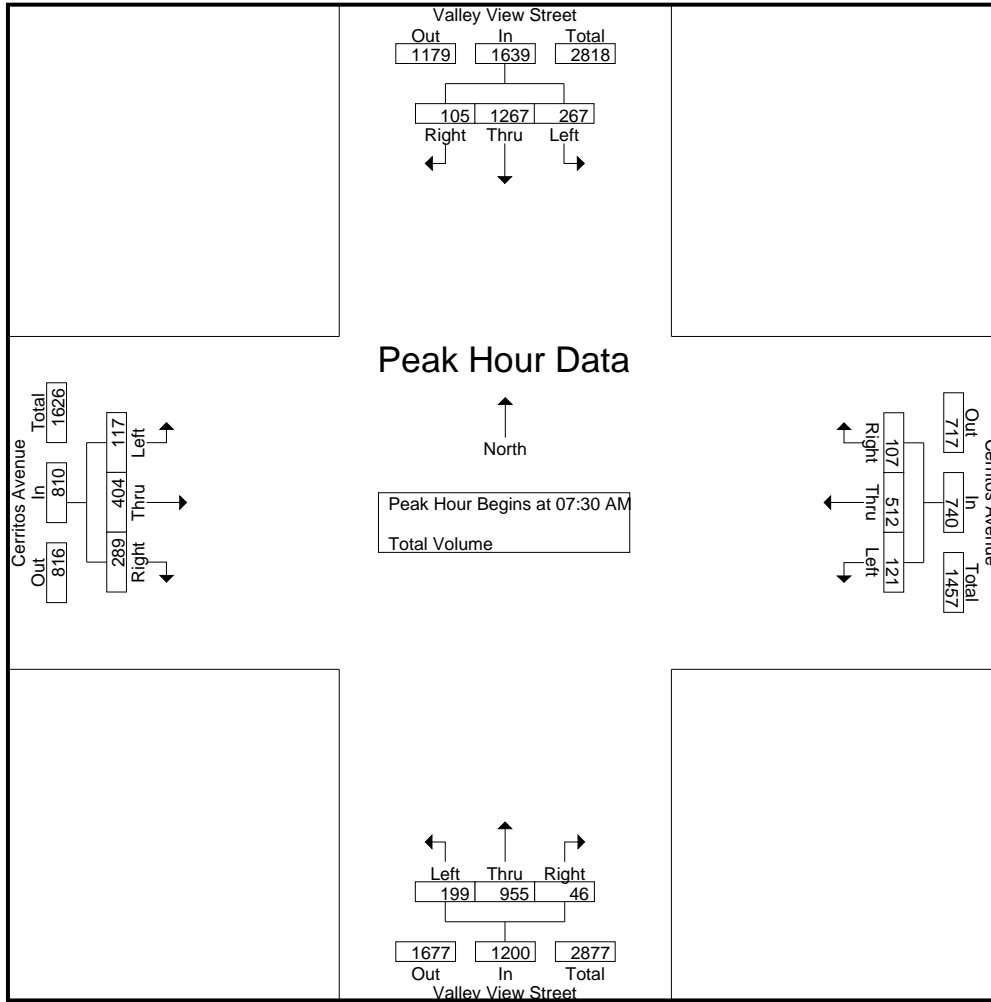 Valley View Street
Out In Total
1179 1639 2818
105 1267 267
Right Thru Left
Peak Hour Data
North
Peak Hour Begins at 07:30 AM
Total Volume
Cerritos Avenue
Out In Total
816 810 1626
117 404 289
Left Thru Right
Cerritos Avenue
Out In Total
717 740 1457
Right Thru Left
107 512 121
Left Thru Right
199 955 46
1677 1200 2877
Out In Total
Valley View Street